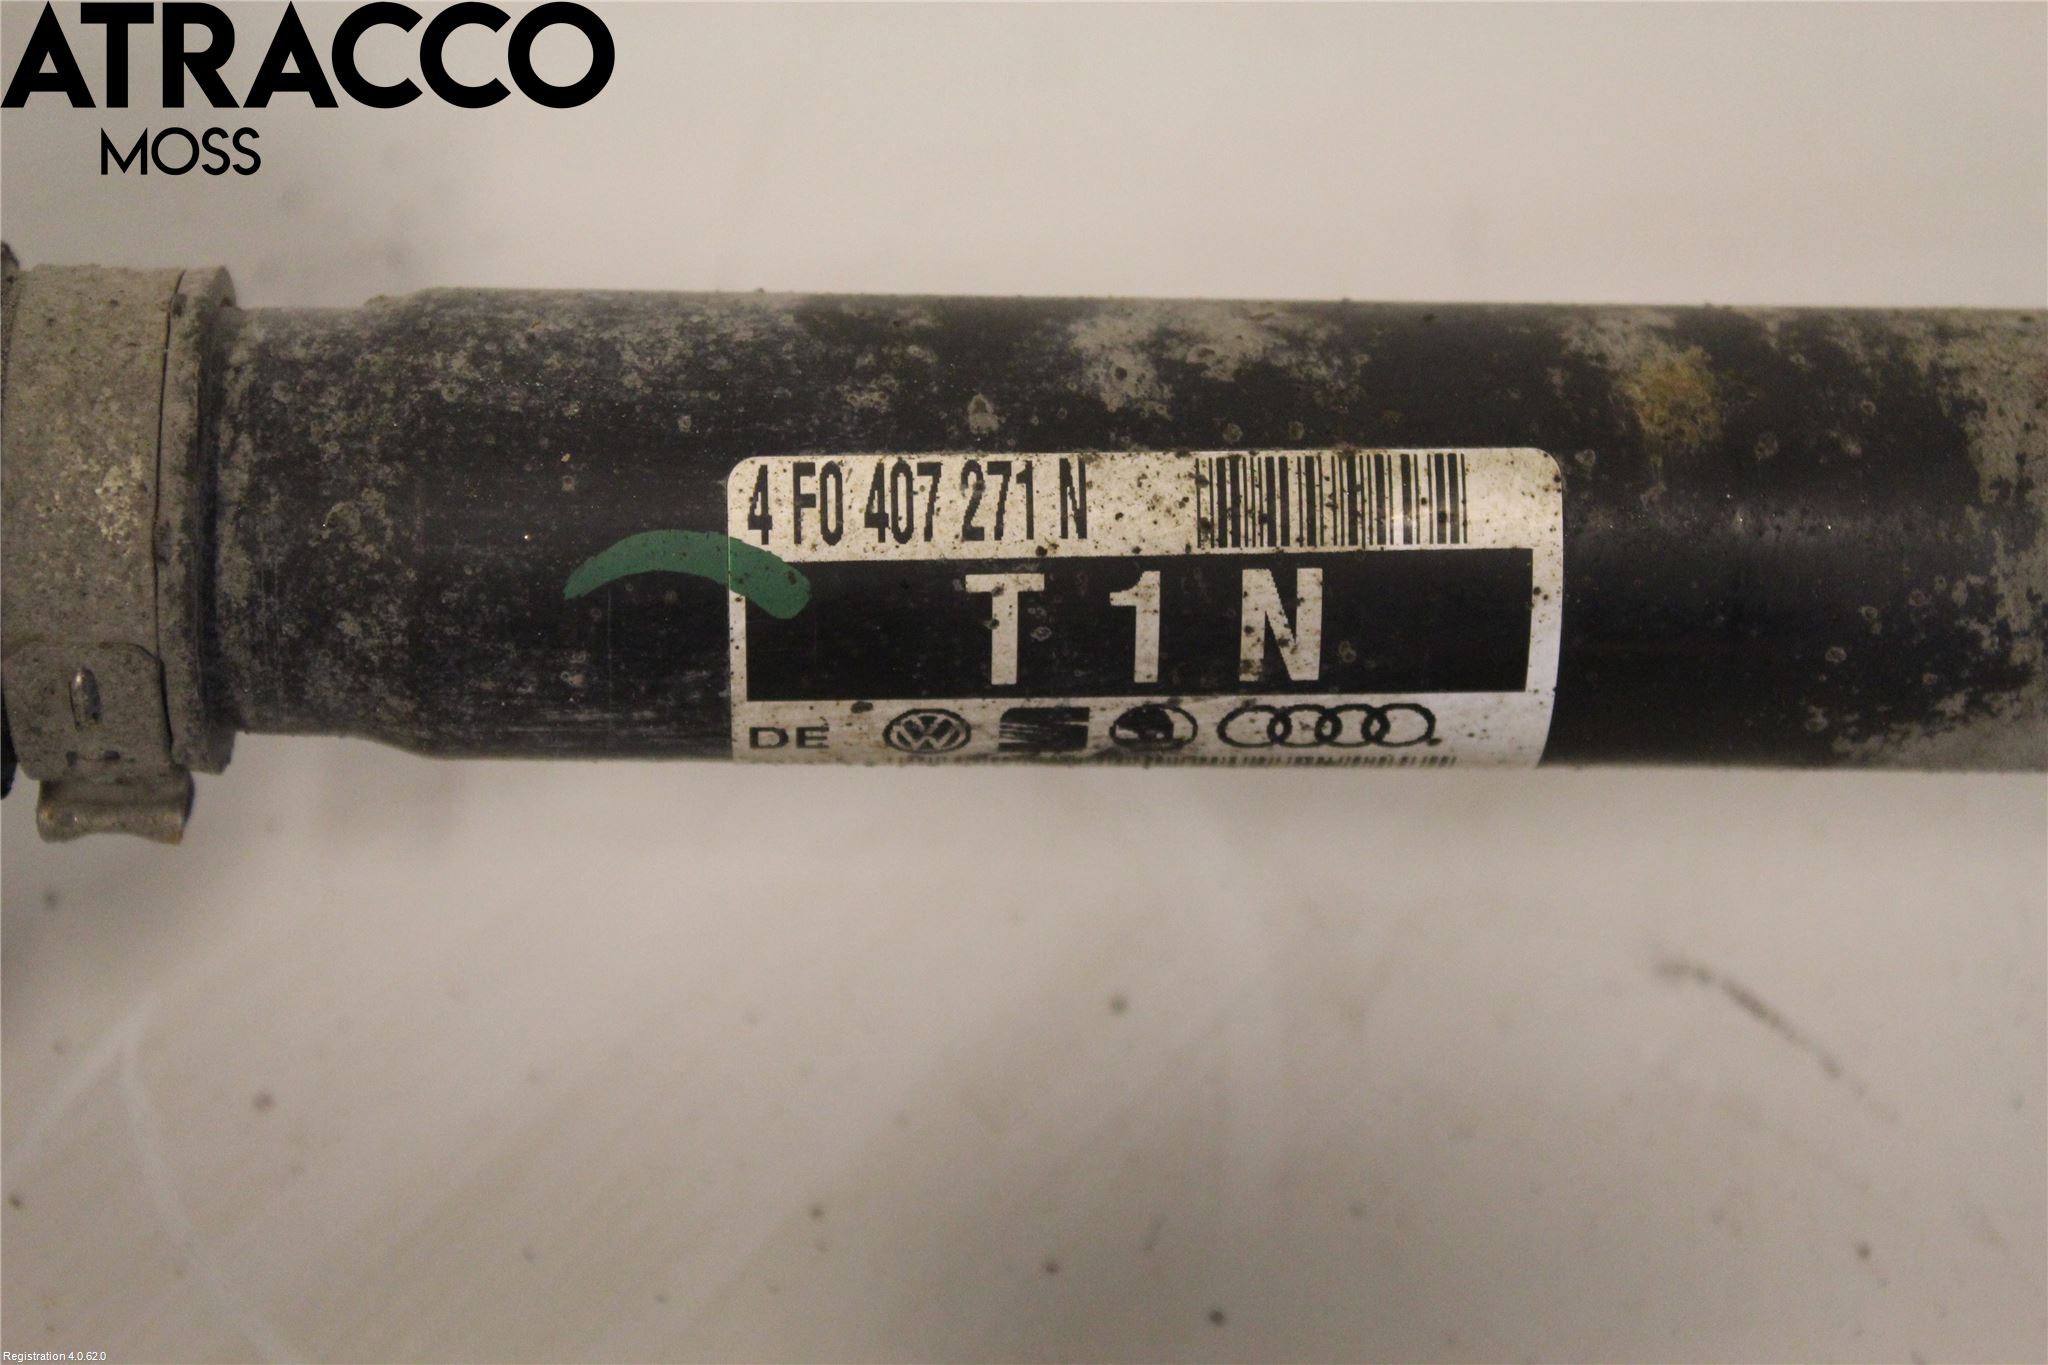 ATRACCO
MOSS
4 F0 407 271 N
T 1 N
DE
Registration 4.0.62.0